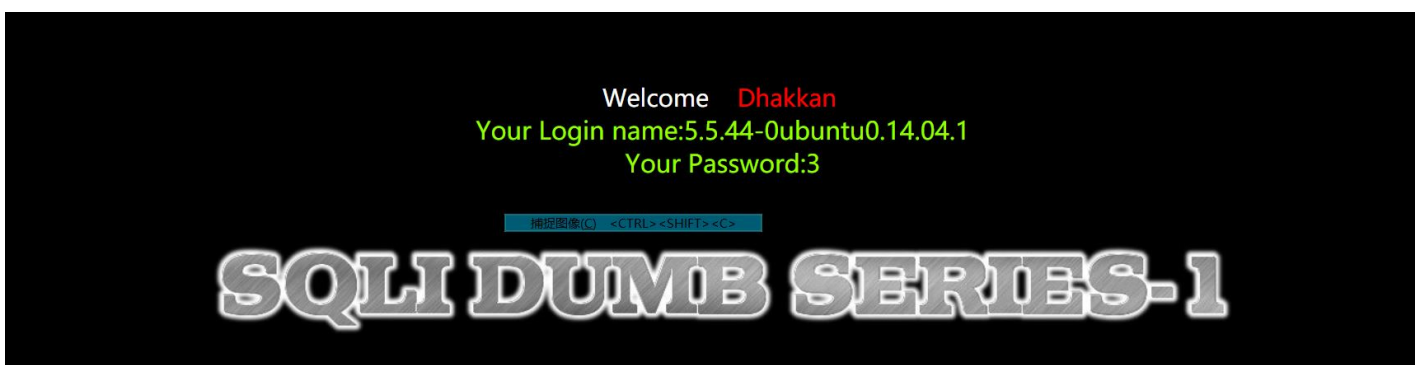 Welcome Dhakkan
Your Login name:5.5.44-0ubuntu0.14.04.1
Your Password:3
捕捉图像(C) <CTRL><SHIFT><C>
SQLI DUMB SERIES-1